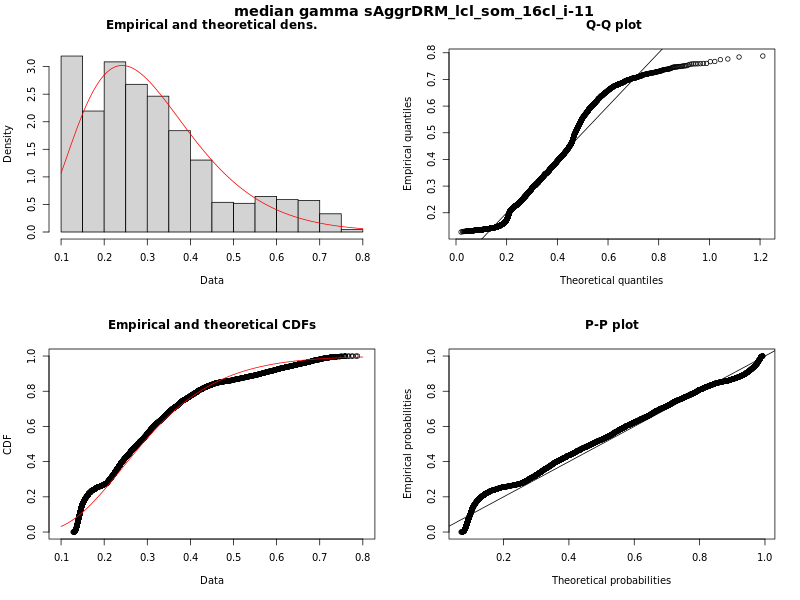 median gamma sAggrDRM_lcl_som_16cl_i-11
Empirical and theoretical dens.
Density
0.0 0.5 1.0 1.5 2.0 2.5 3.0
0.1 0.2 0.3 0.4 0.5 0.6 0.7 0.8
Data
Q-Q plot
Empirical quantiles
0.2 0.3 0.4 0.5 0.6 0.7 0.8
0.0 0.2 0.4 0.6 0.8 1.0 1.2
Theoretical quantiles
Empirical and theoretical CDFs
CDF
0.0 0.2 0.4 0.6 0.8 1.0
0.1 0.2 0.3 0.4 0.5 0.6 0.7 0.8
Data
P-P plot
Empirical probabilities
0.0 0.2 0.4 0.6 0.8 1.0
0.2 0.4 0.6 0.8 1.0
Theoretical probabilities